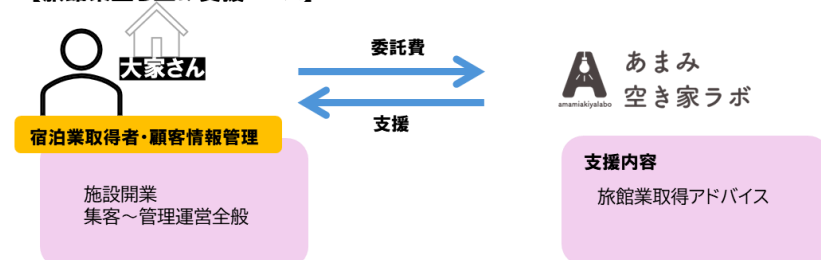 大家さん
委託費
あまみ
空き家ラボ
amamiakiyalabo
支援
宿泊業取得者・顧客情報管理
施設開業
集客～管理運営全般
支援内容
旅館業取得アドバイス